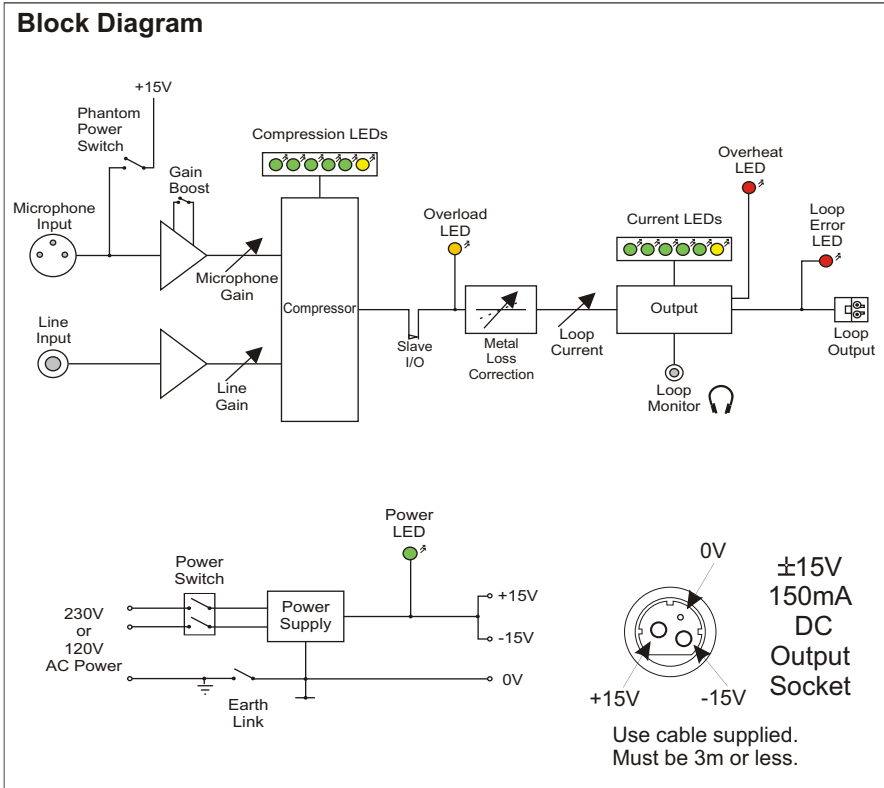 Block Diagram
+15V
Phantom
Power
Switch
Gain
Boost
Microphone
Input
Microphone
Gain
Line
Input
Line
Gain
Compression LEDs
Compressor
Overload
LED
Slave
I/O
Metal
Loss
Correction
Loop
Current
Current LEDs
Output
Loop
Monitor
Overheat
LED
Loop
Error
LED
Loop
Output
Power
LED
Power
Switch
230V
or
120V
AC Power
Power
Supply
+15V
-15V
0V
Earth
Link
0V
+15V
-15V
±15V
150mA
DC
Output
Socket
Use cable supplied.
Must be 3m or less.